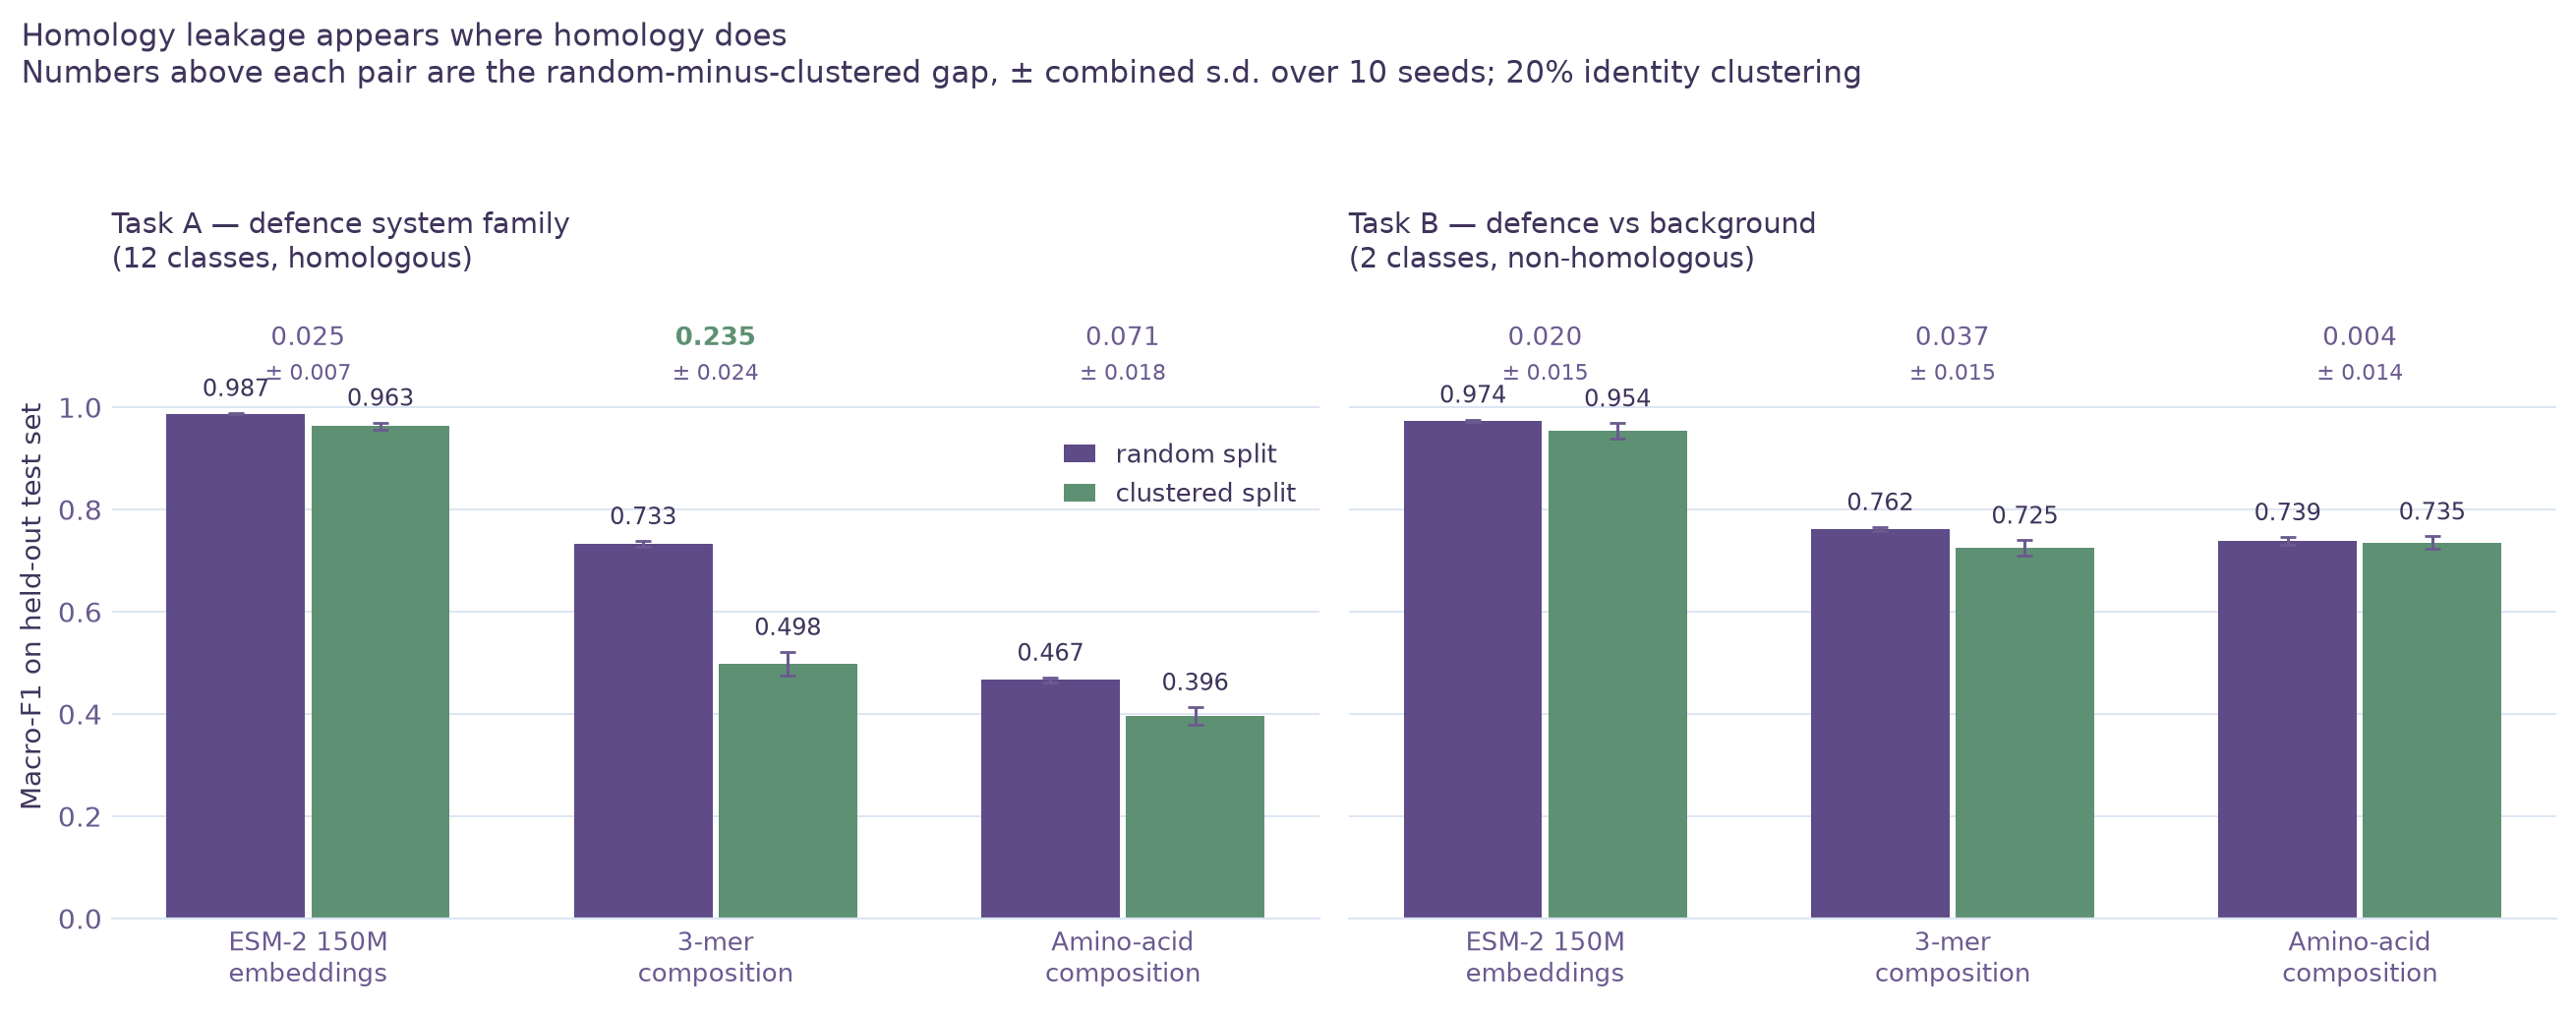 Homology leakage appears where homology does
Numbers above each pair are the random-minus-clustered gap, ± combined s.d. over 10 seeds; 20% identity clustering
Task A — defence system family
(12 classes, homologous)
0.025
± 0.007
0.235
± 0.024
0.071
± 0.018
0.987
0.963
0.733
0.498
0.467
0.396
random split
clustered split
Macro-F1 on held-out test set
1.0
0.8
0.6
0.4
0.2
0.0
ESM-2 150M
embeddings
3-mer
composition
Amino-acid
composition
Task B — defence vs background
(2 classes, non-homologous)
0.020
± 0.015
0.037
± 0.015
0.004
± 0.014
0.974
0.954
0.762
0.725
0.739
0.735
ESM-2 150M
embeddings
3-mer
composition
Amino-acid
composition